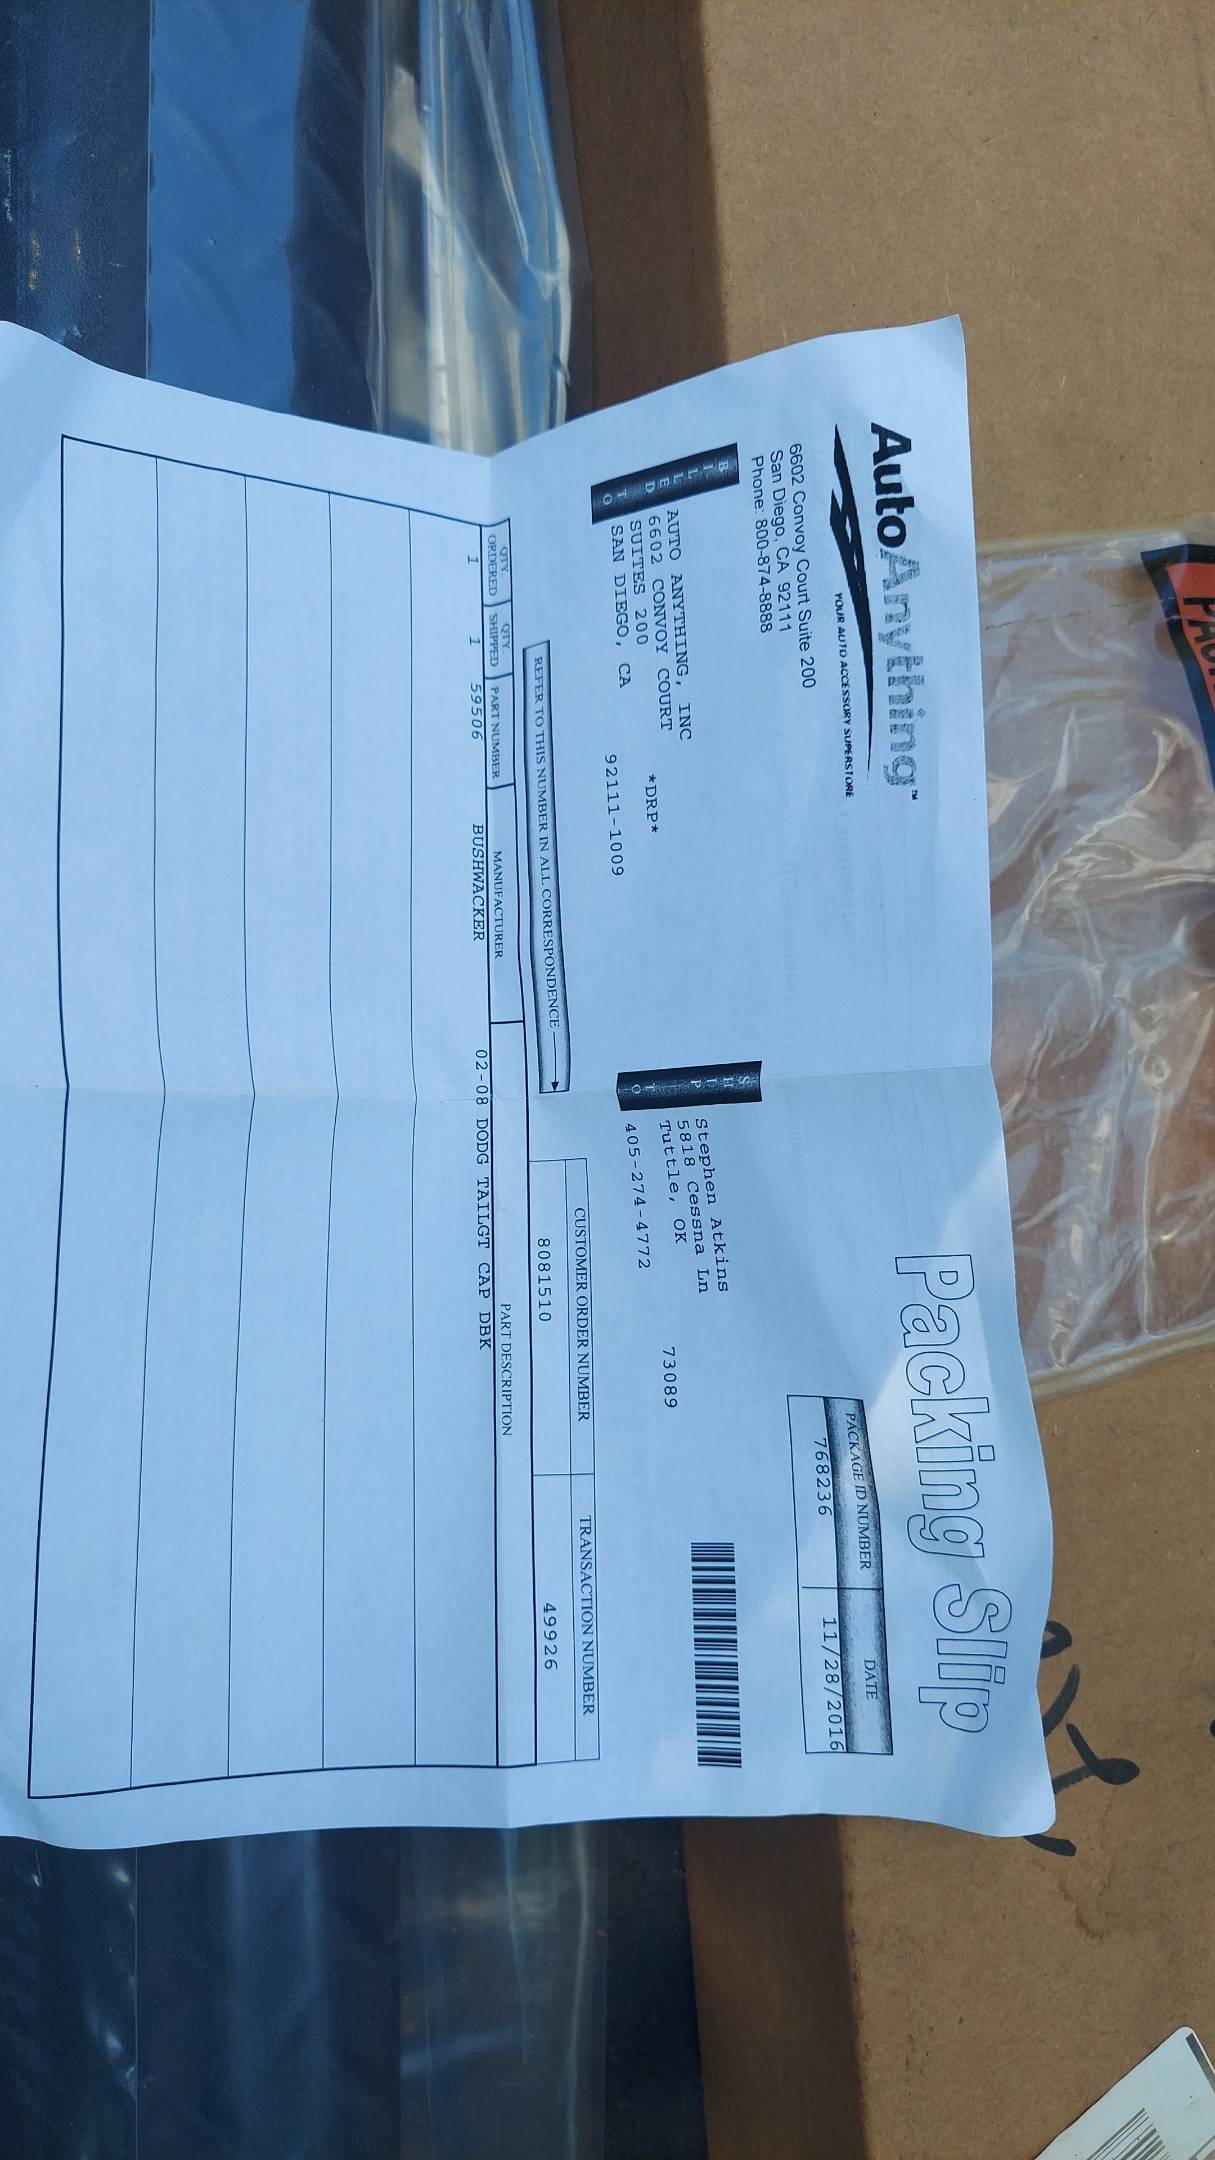 AutoAnything™
YOUR AUTO ACCESSORY SUPERSTORE
6602 Convoy Court Suite 200
San Diego, CA 92111
Phone: 800-874-8888
Packing Slip
PACKAGE ID NUMBER DATE
768236 11/28/2016
BILLED TO
AUTO ANYTHING, INC
6602 CONVOY COURT *DRP*
SUITES 200
SAN DIEGO, CA 92111-1009
SHIP TO
Stephen Atkins
5818 Cessna Ln
Tuttle, OK 73089
405-274-4772
REFER TO THIS NUMBER IN ALL CORRESPONDENCE
CUSTOMER ORDER NUMBER TRANSACTION NUMBER
8081510 49926
QTY. ORDERED QTY. SHIPPED PART NUMBER MANUFACTURER PART DESCRIPTION
1 1 59506 BUSHWACKER 02-08 DODG TAILGT CAP DBK